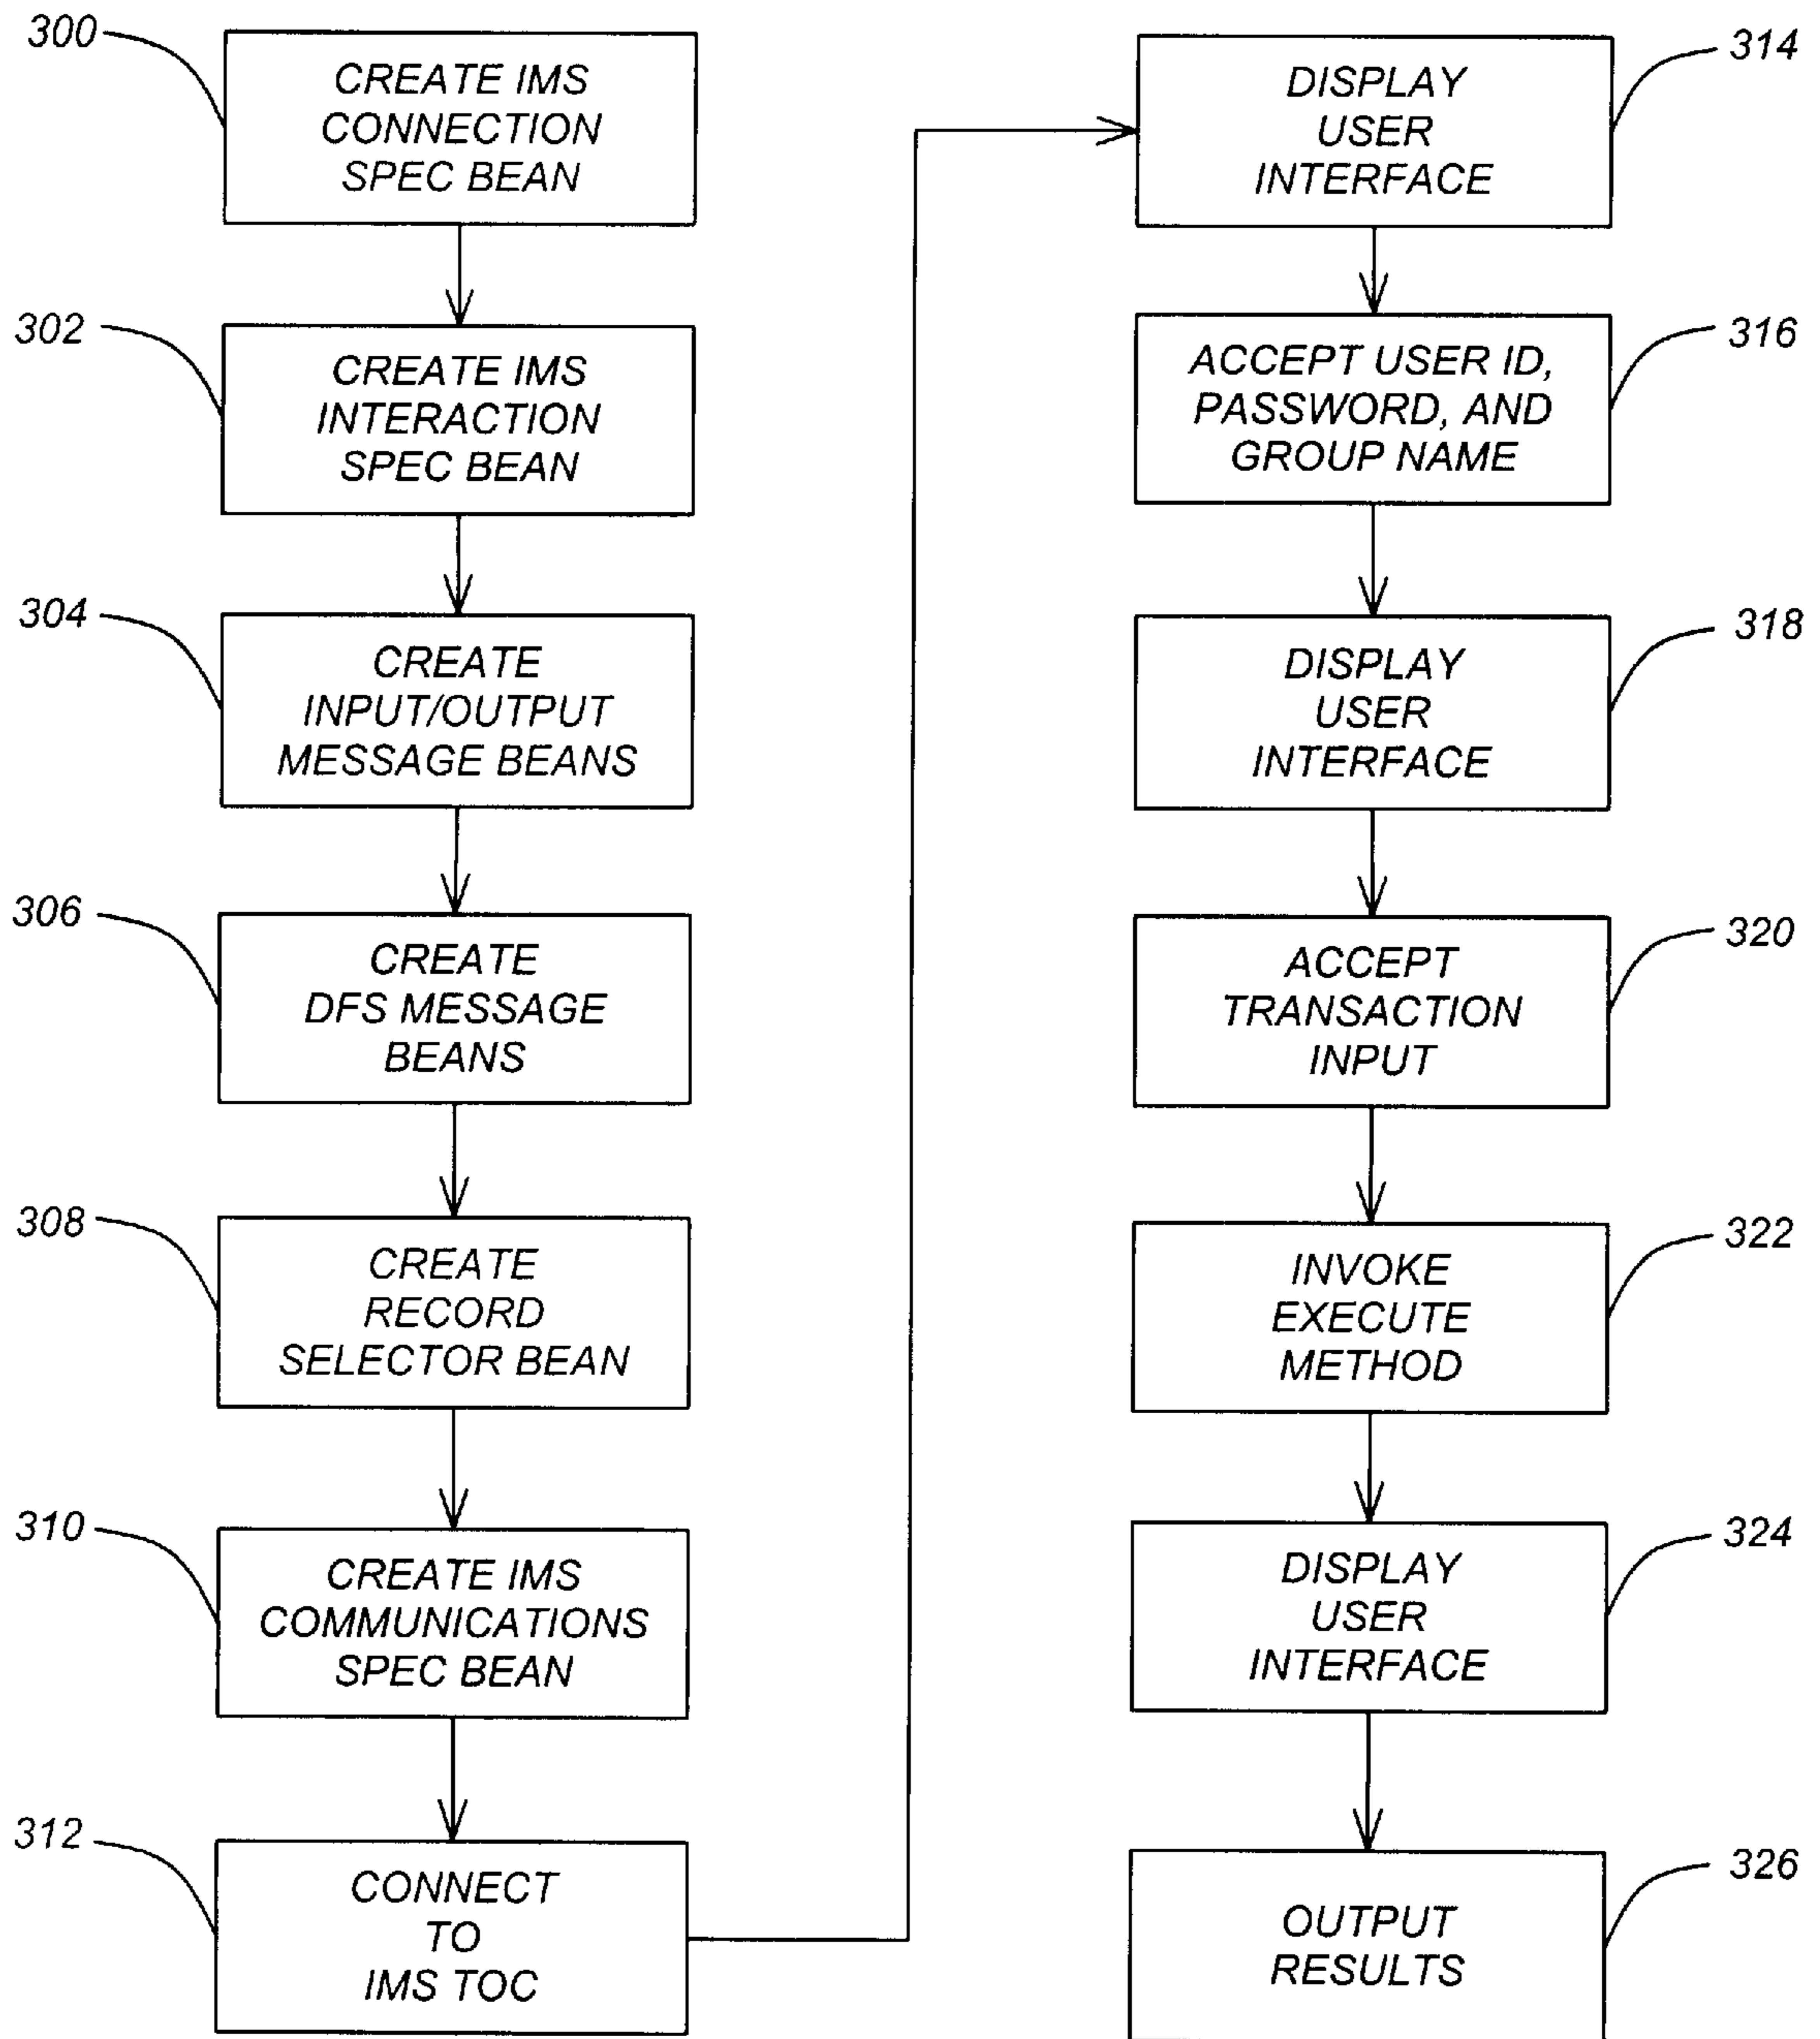 300
CREATE IMS
CONNECTION
SPEC BEAN
302
CREATE IMS
INTERACTION
SPEC BEAN
304
CREATE
INPUT/OUTPUT
MESSAGE BEANS
306
CREATE
DFS MESSAGE
BEANS
308
CREATE
RECORD
SELECTOR BEAN
310
CREATE IMS
COMMUNICATIONS
SPEC BEAN
312
CONNECT
TO
IMS TOC
314
DISPLAY
USER
INTERFACE
316
ACCEPT USER ID,
PASSWORD, AND
GROUP NAME
318
DISPLAY
USER
INTERFACE
320
ACCEPT
TRANSACTION
INPUT
322
INVOKE
EXECUTE
METHOD
324
DISPLAY
USER
INTERFACE
326
OUTPUT
RESULTS